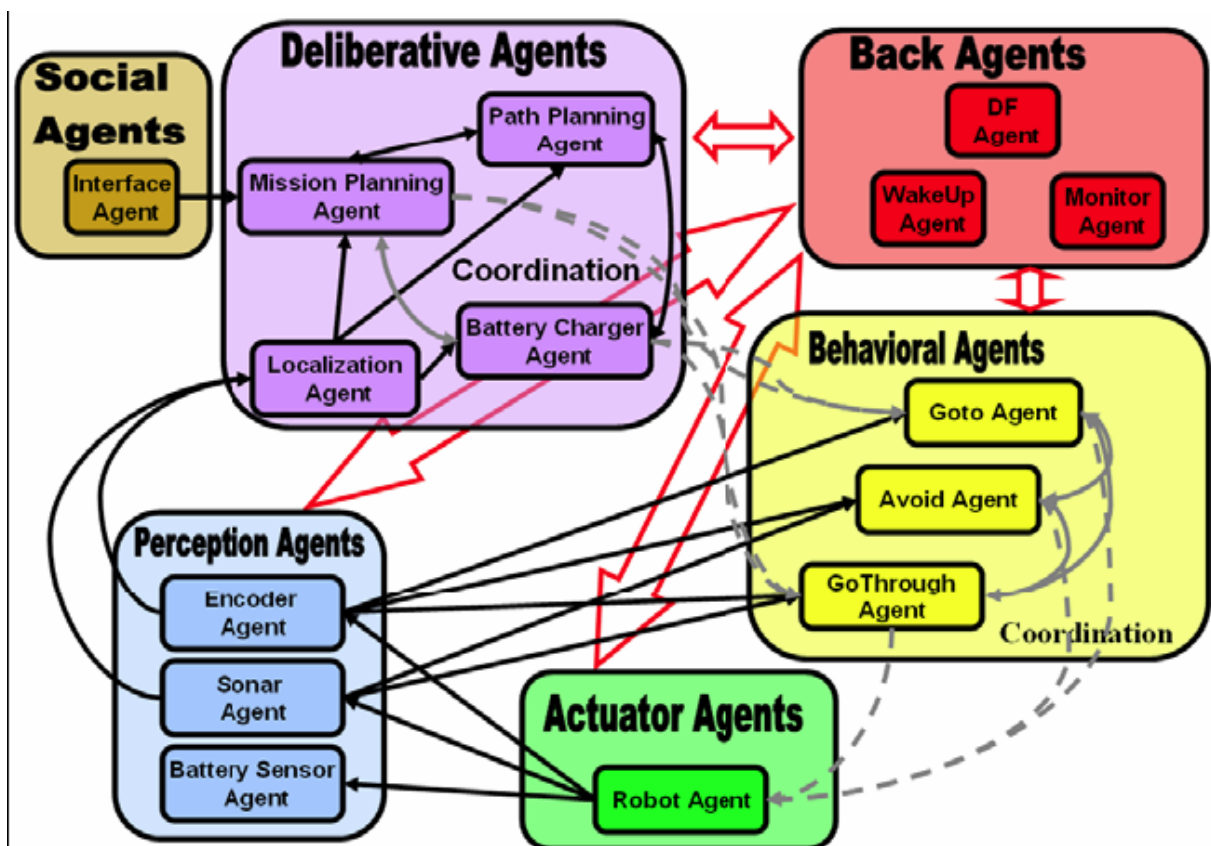 Social
Agents
Interface
Agent
Deliberative Agents
Path Planning
Agent
Mission Planning
Agent
Coordination
Battery Charger
Agent
Localization
Agent
Back Agents
DF
Agent
WakeUp
Agent
Monitor
Agent
Behavioral Agents
Goto Agent
Avoid Agent
GoThrough
Agent
Coordination
Perception Agents
Encoder
Agent
Sonar
Agent
Battery Sensor
Agent
Actuator Agents
Robot Agent